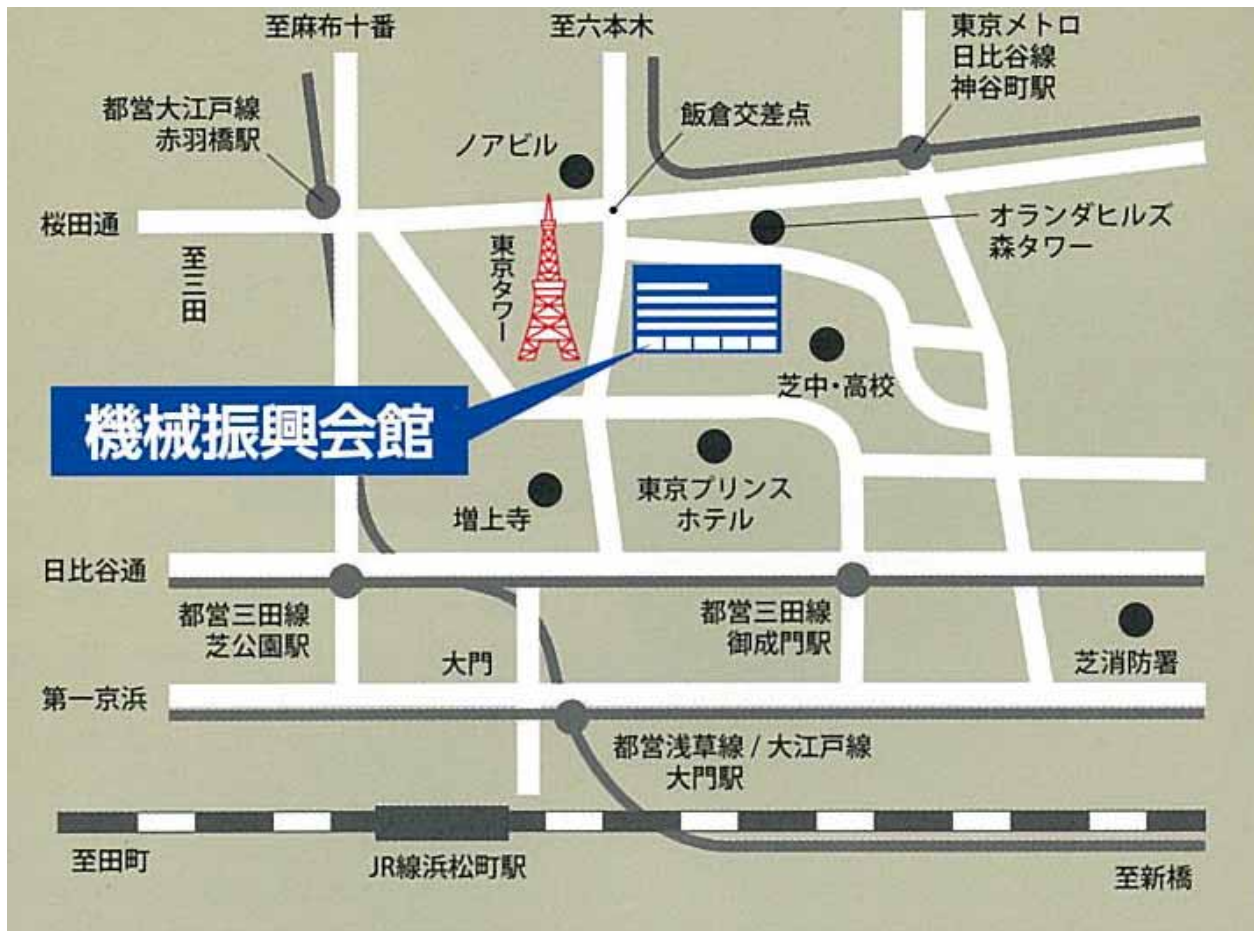 至麻布十番
至六本木
東京メトロ
日比谷線
神谷町駅
都営大江戸線
赤羽橋駅
ノアビル
飯倉交差点
桜田通
至三田
東京タワー
オランダヒルズ
森タワー
機械振興会館
芝中・高校
増上寺
東京プリンス
ホテル
日比谷通
都営三田線
芝公園駅
大門
都営三田線
御成門駅
芝消防署
第一京浜
都営浅草線 / 大江戸線
大門駅
至田町
JR線浜松町駅
至新橋